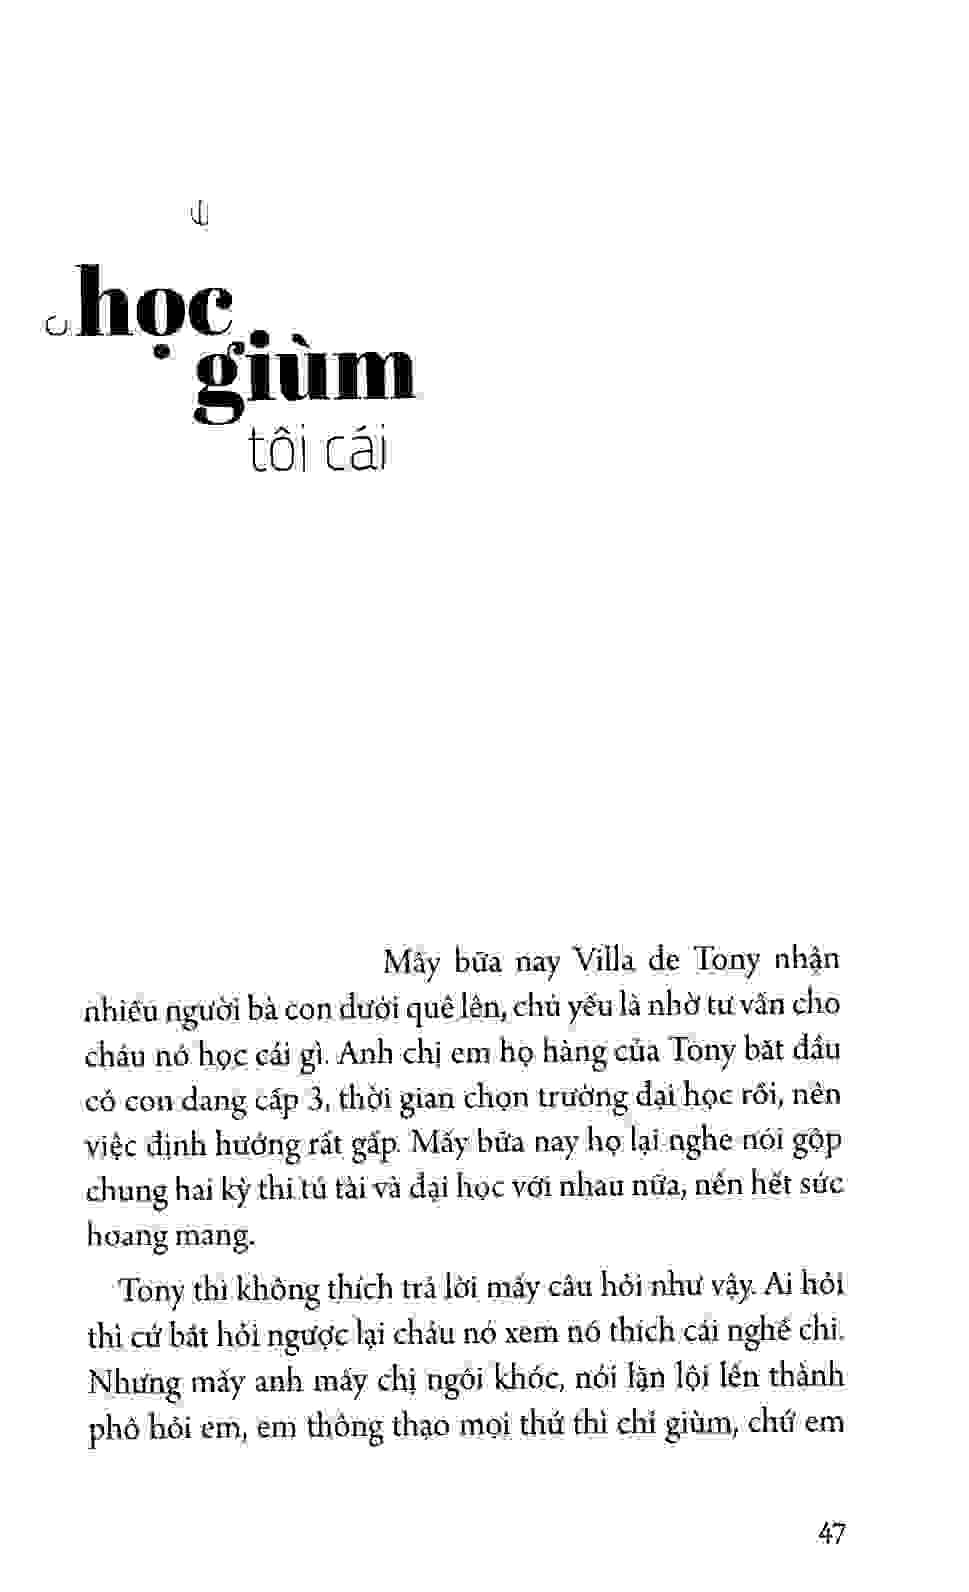 học
giùm
tôi cái
Mấy bữa nay Villa de Tony nhận
nhiều người bà con dưới quê lên, chủ yếu là nhờ tư vấn cho
cháu nó học cái gì. Anh chị em họ hàng của Tony bắt đầu
có con đang cấp 3, thời gian chọn trường đại học rồi, nên
việc định hướng rất gấp. Mấy bữa nay họ lại nghe nói gộp
chung hai kỳ thi tú tài và đại học với nhau nữa, nên hết sức
hoang mang.
Tony thì không thích trả lời mấy câu hỏi như vậy. Ai hỏi
thì cứ bắt hỏi ngược lại cháu nó xem nó thích cái nghề chi.
Nhưng mấy anh mấy chị ngồi khóc, nói lặn lội lên thành
phố hỏi em, em thông thạo mọi thứ thì chỉ giùm, chứ em
47